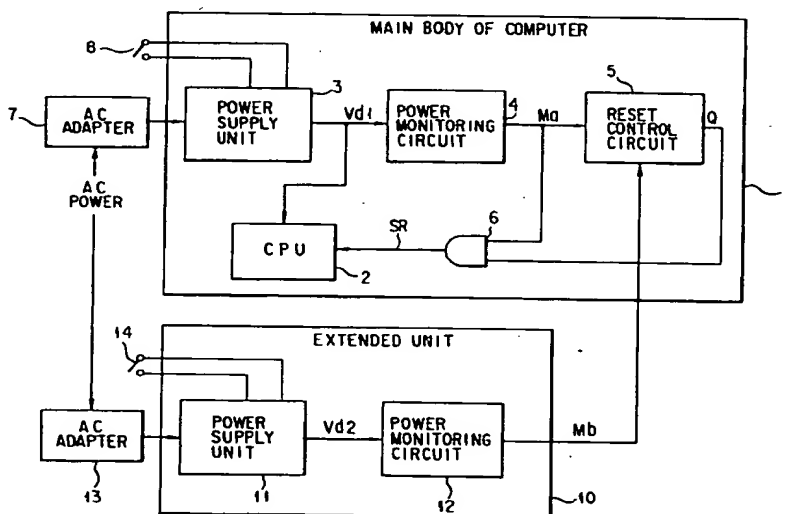 MAIN BODY OF COMPUTER
8
7
AC
ADAPTER
3
POWER
SUPPLY
UNIT
Vd1
POWER
MONITORING
CIRCUIT
4
Ma
5
RESET
CONTROL
CIRCUIT
Q
AC
POWER
CPU
2
SR
6
EXTENDED UNIT
14
AC
ADAPTER
13
POWER
SUPPLY
UNIT
11
Vd2
POWER
MONITORING
CIRCUIT
12
Mb
10